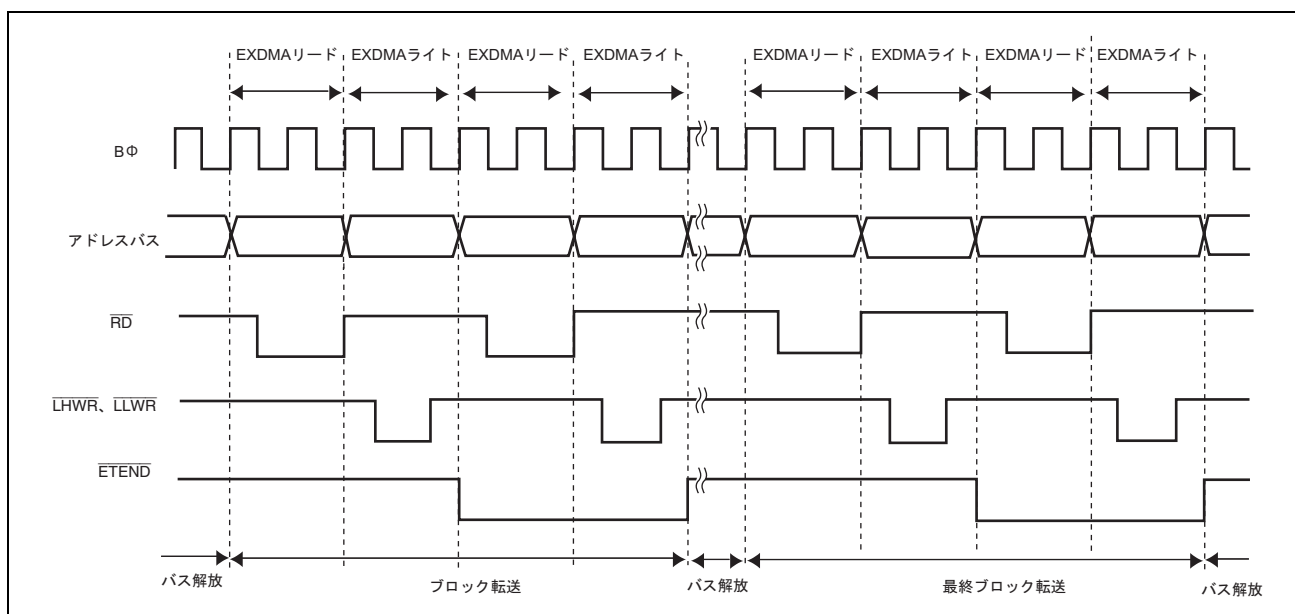 EXDMAリード EXDMAライト EXDMAリード EXDMAライト EXDMAリード EXDMAライト EXDMAリード EXDMAライト
BΦ
アドレスバス
RD
LHWR、LLWR
ETEND
バス解放 ブロック転送 バス解放 最終ブロック転送 バス解放